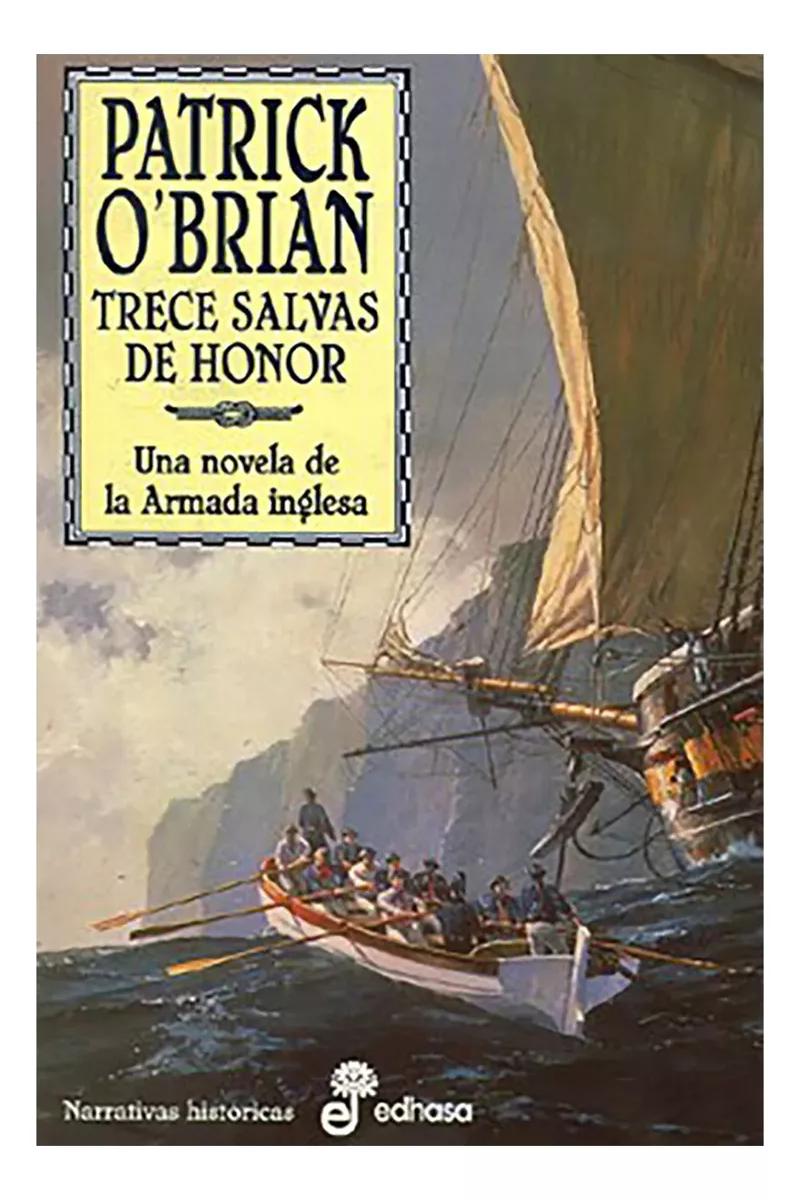 PATRICK
O'BRIAN
TRECE SALVAS
DE HONOR
Una novela de
la Armada inglesa
Narrativas históricas
edhasa